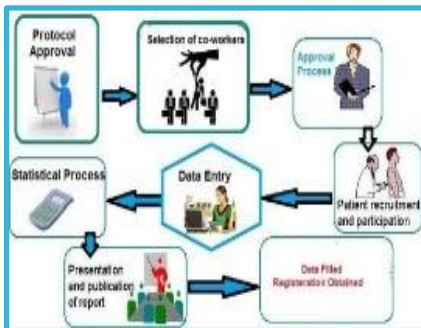 Protocol
Approval
Selection of co-workers
Approval
Process
Patient recruitment
and participation
Data Entry
Statistical Process
Presentation
and publication
of report
Data Filled
Registeration Obtained